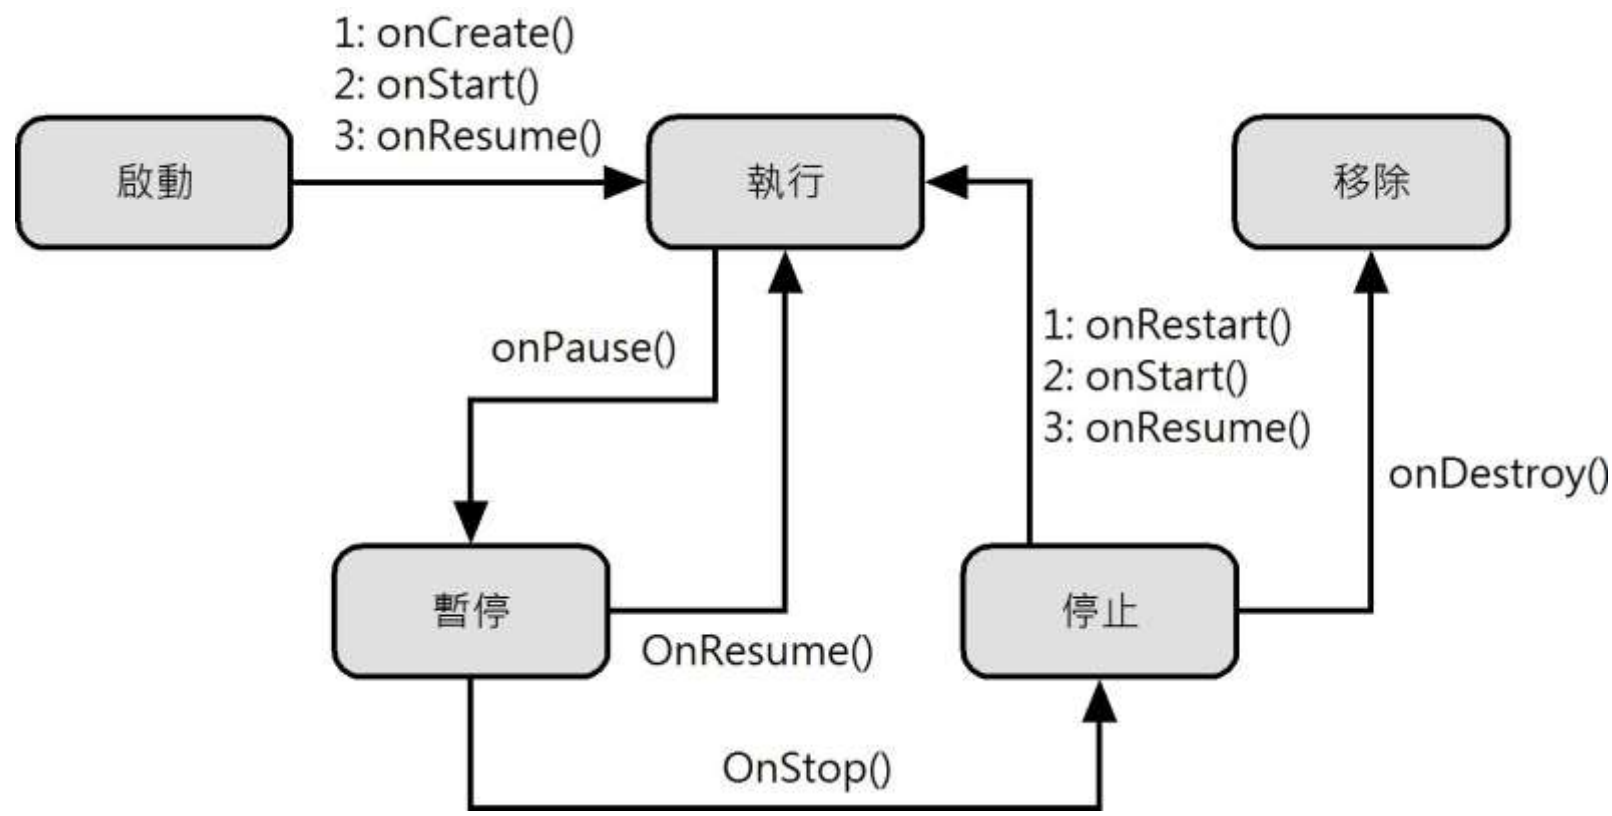 1: onCreate()
2: onStart()
3: onResume()
啟動
執行
移除
onPause()
1: onRestart()
2: onStart()
3: onResume()
onDestroy()
暫停
停止
OnResume()
OnStop()